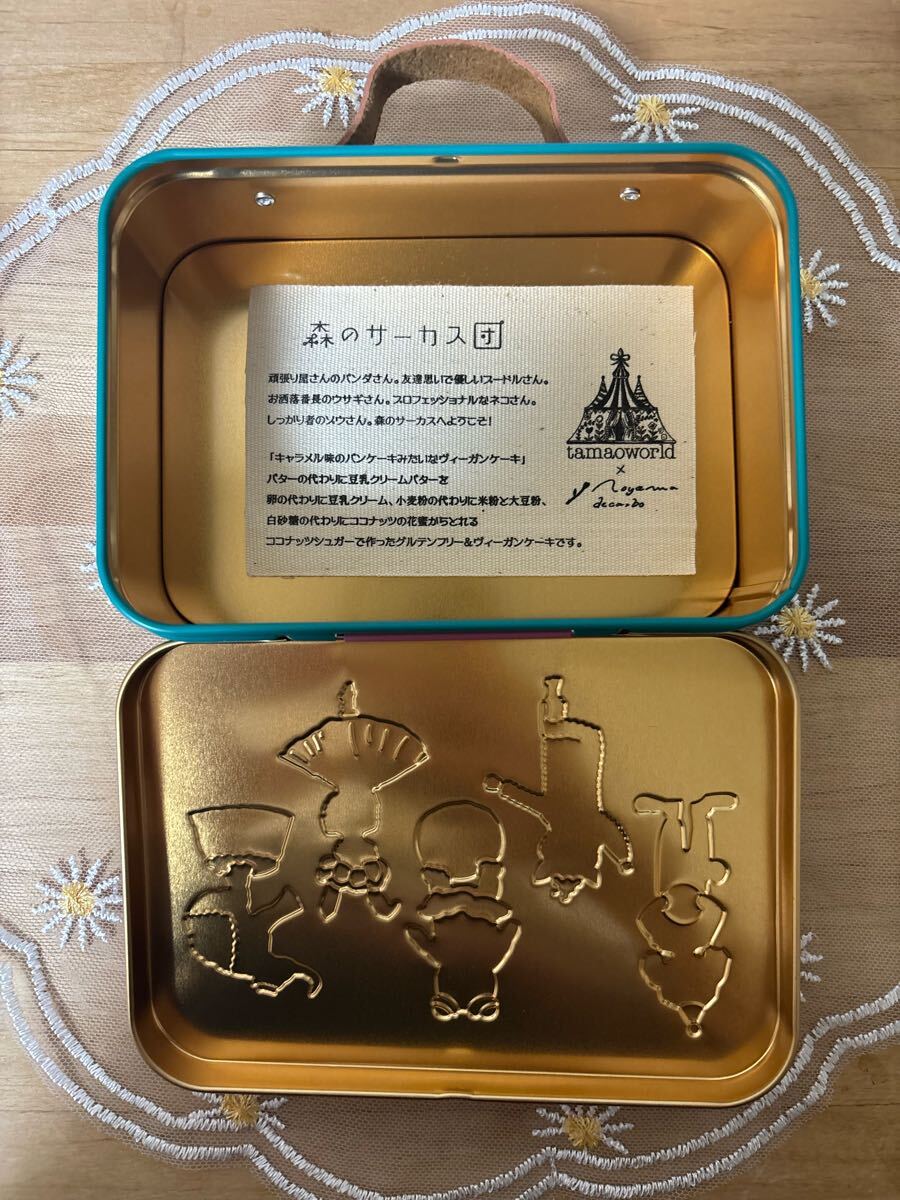 森のサーカス団
頑張り屋さんのパンダさん。友達思いで優しいプードルさん。
お洒落番長のウサギさん。プロフェッショナルなネコさん。
しっかり者のゾウさん。森のサーカスへようこそ！
「キャラメル味のパンケーキみたいなヴィーガンケーキ」
バターの代わりに豆乳クリームバターを
卵の代わりに豆乳クリーム、小麦粉の代わりに米粉と大豆粉、
白砂糖の代わりにココナッツの花蜜からとれる
ココナッツシュガーで作ったグルテンフリー&ヴィーガンケーキです。
tamaoworld
×